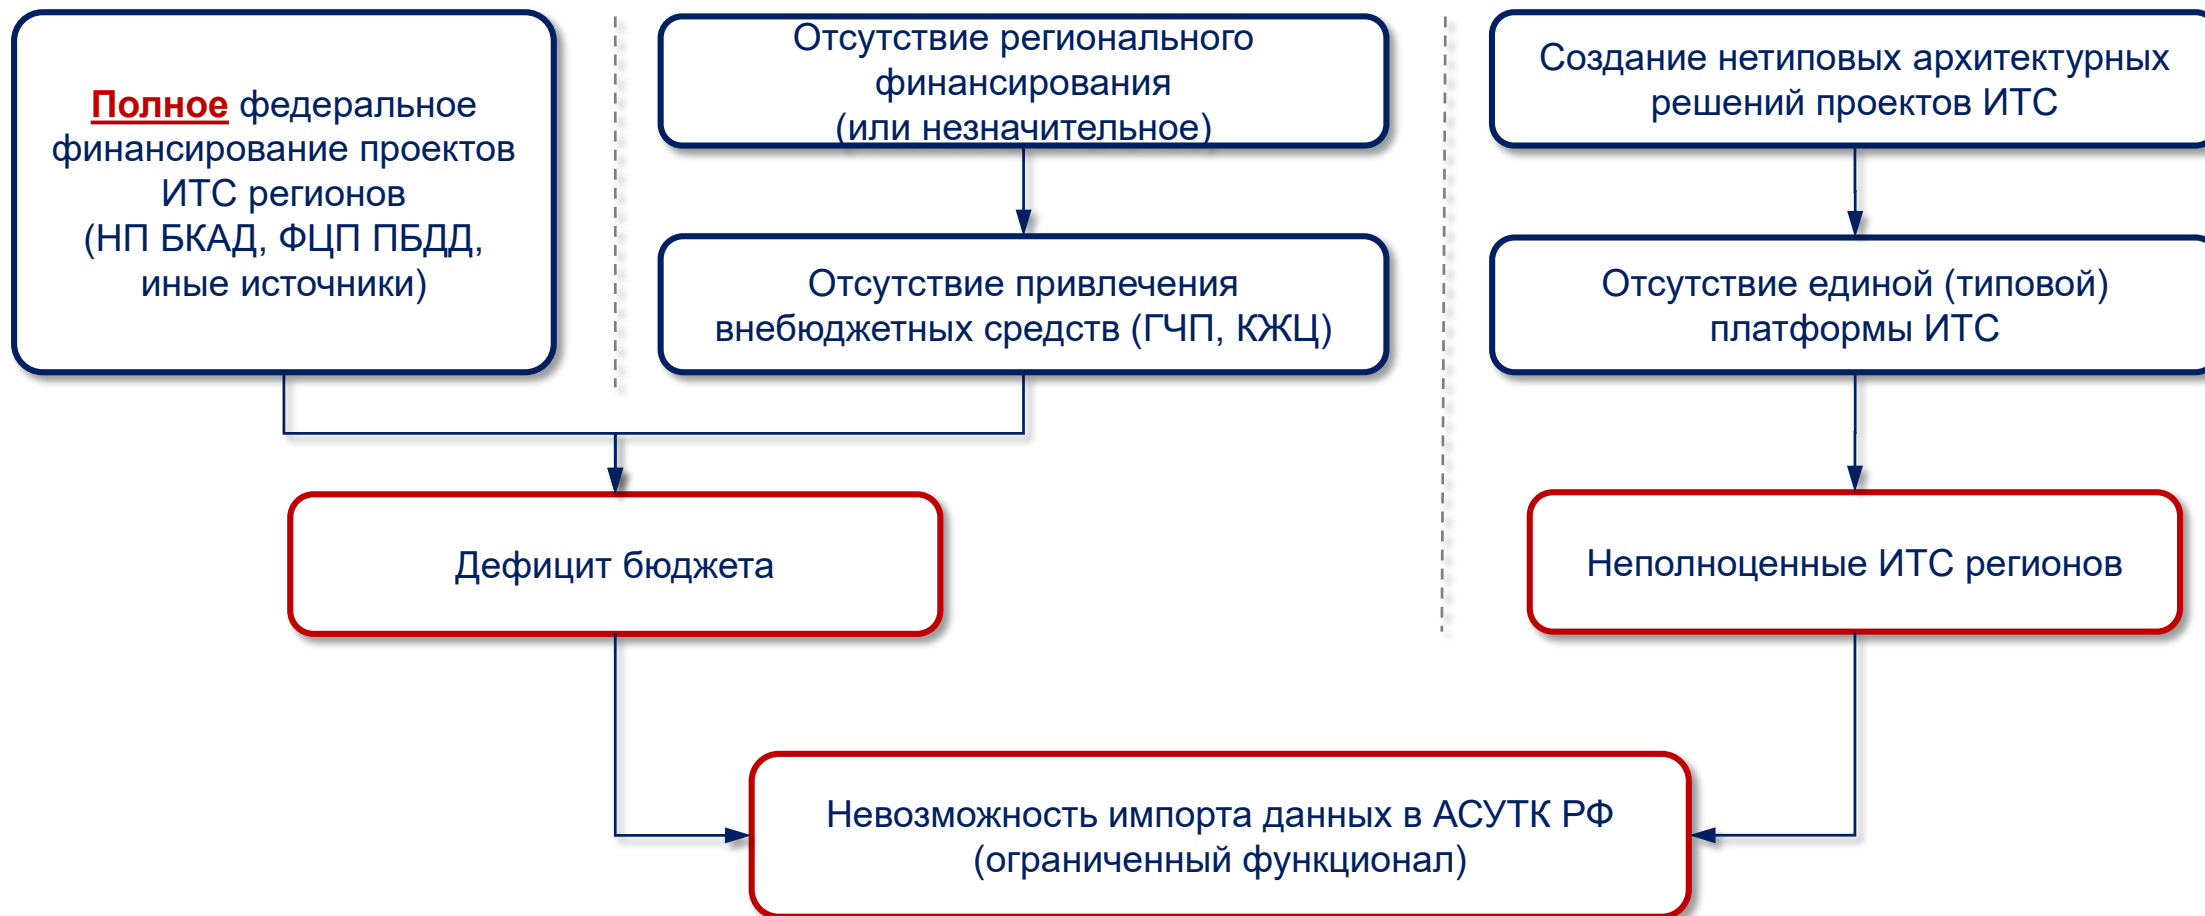 Полное федеральное
финансирование проектов
ИТС регионов
(НП БКАД, ФЦП ПБДД,
иные источники)
Отсутствие регионального
финансирования
(или незначительное)
Отсутствие привлечения
внебюджетных средств (ГЧП, КЖЦ)
Создание нетиповых архитектурных
решений проектов ИТС
Отсутствие единой (типовой)
платформы ИТС
Дефицит бюджета
Неполноценные ИТС регионов
Невозможность импорта данных в АСУТК РФ
(ограниченный функционал)